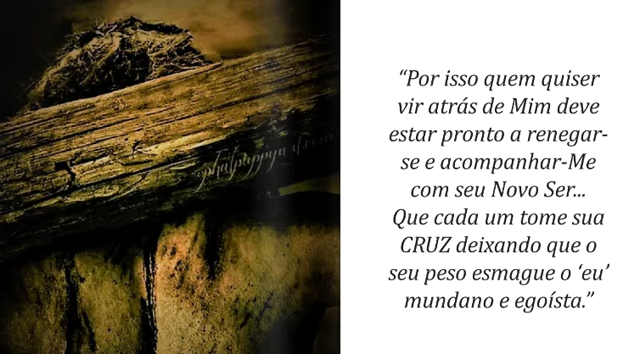 “Por isso quem quiser
vir atrás de Mim deve
estar pronto a renegar-
se e acompanhar-Me
com seu Novo Ser...
Que cada um tome sua
CRUZ deixando que o
seu peso esmague o ‘eu’
mundano e egoísta.”